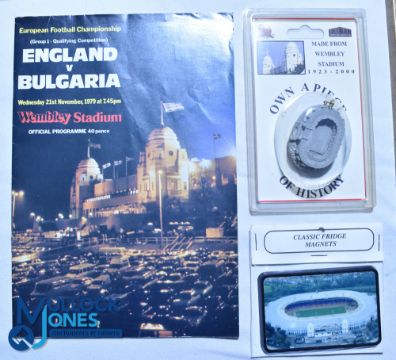 European Football Championship
(Group 1 - Qualifying Competition)
ENGLAND
v
BULGARIA
Wednesday 21st November, 1979 at 7.45pm
Wembley Stadium
OFFICIAL PROGRAMME 40 pence
MADE FROM
WEMBLEY
STADIUM
1923 - 2000
OWN A PIECE
OF HISTORY
CLASSIC FRIDGE
MAGNETS
MULLOCK
JONES